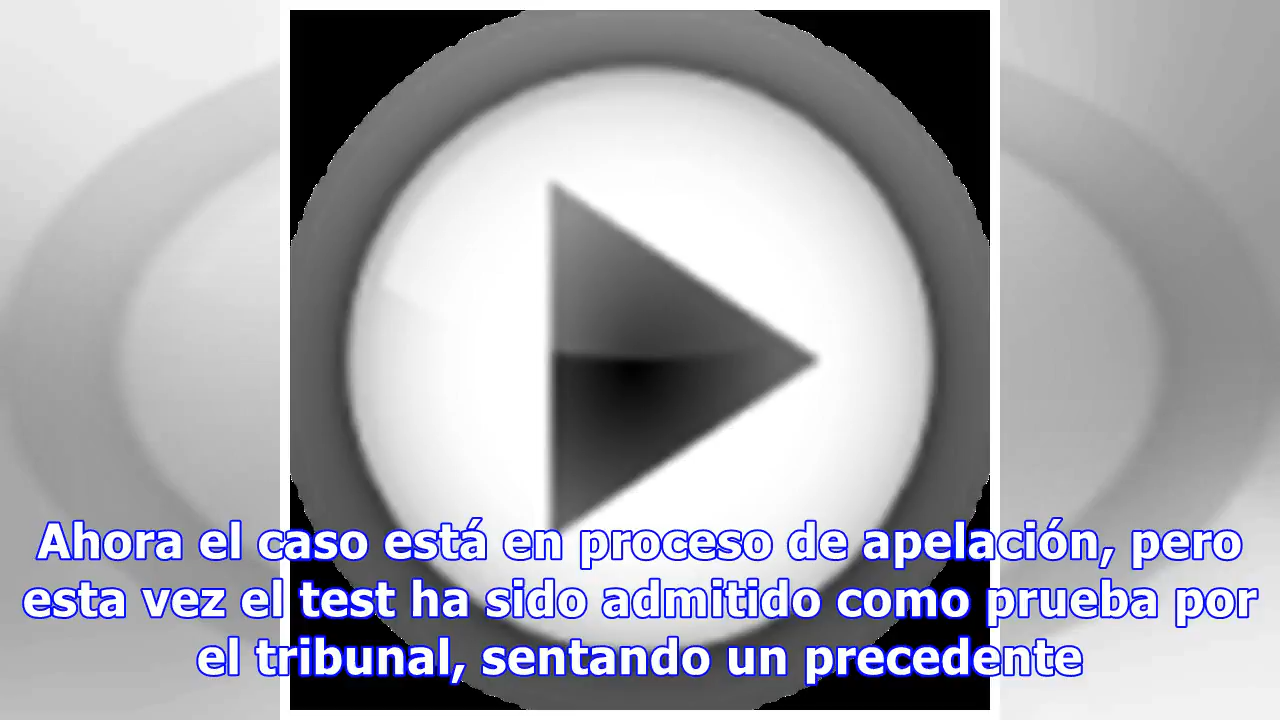 Ahora el caso está en proceso de apelación, pero
esta vez el test ha sido admitido como prueba por
el tribunal, sentando un precedente